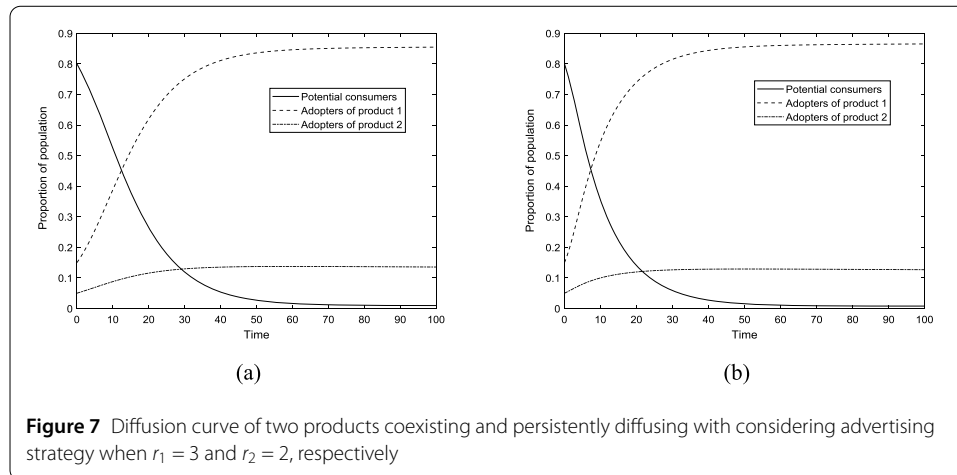 0.9
0.8
0.7
0.6
0.5
0.4
0.3
0.2
0.1
0
Proportion of population
Potential consumers
Adopters of product 1
Adopters of product 2
0 10 20 30 40 50 60 70 80 90 100
Time
(a)
0.9
0.8
0.7
0.6
0.5
0.4
0.3
0.2
0.1
0
Proportion of population
Potential consumers
Adopters of product 1
Adopters of product 2
0 10 20 30 40 50 60 70 80 90 100
Time
(b)
Figure 7 Diffusion curve of two products coexisting and persistently diffusing with considering advertising
strategy when r₁ = 3 and r₂ = 2, respectively